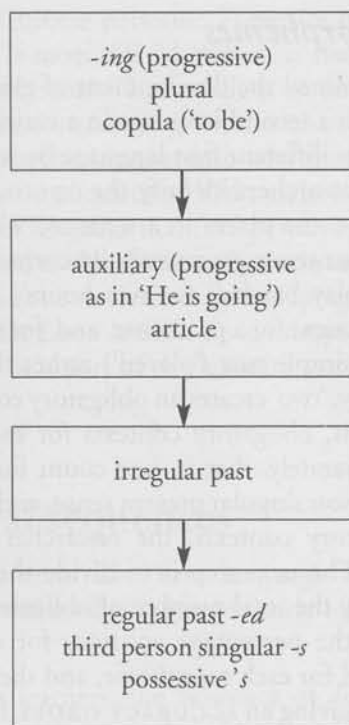 -ing (progressive)
plural
copula (‘to be’)
auxiliary (progressive
as in ‘He is going’)
article
irregular past
regular past -ed
third person singular -s
possessive ’s